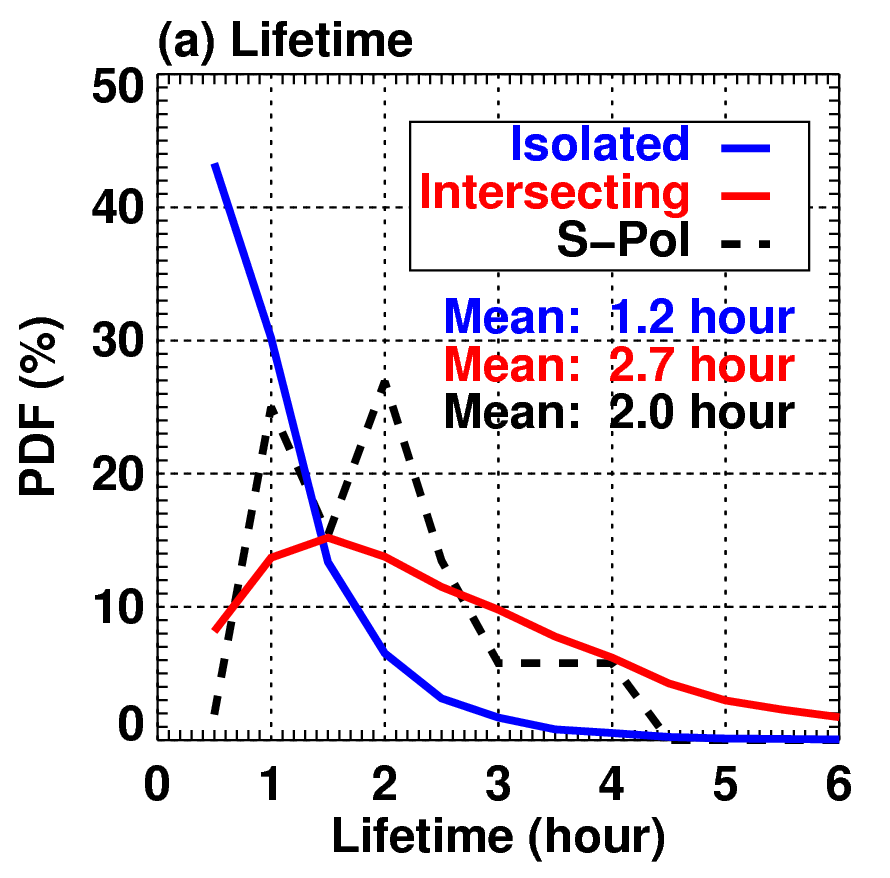 (a) Lifetime
50
40
30
20
10
0
PDF (%)
Isolated
Intersecting
S–Pol
Mean: 1.2 hour
Mean: 2.7 hour
Mean: 2.0 hour
0 1 2 3 4 5 6
Lifetime (hour)